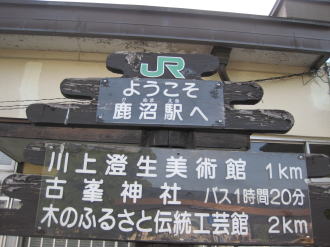 JR
ようこそ
鹿沼駅へ
川上澄生美術館 1km
古峯神社 バス1時間20分
木のふるさと伝統工芸館 2km